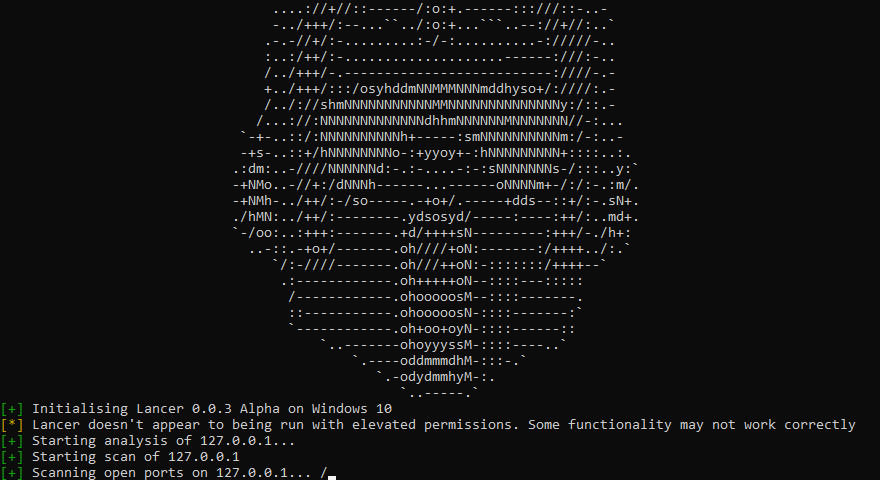 [+] Initialising Lancer 0.0.3 Alpha on Windows 10
[*] Lancer doesn't appear to being run with elevated permissions. Some functionality may not work correctly
[+] Starting analysis of 127.0.0.1...
[+] Starting scan of 127.0.0.1
[+] Scanning open ports on 127.0.0.1... /